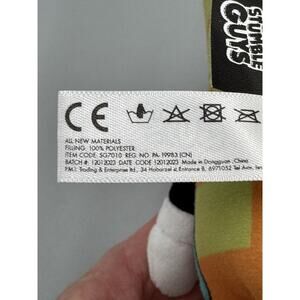 STUMBLE
GUYS
CE
ALL NEW MATERIALS
FILLING: 100% POLYESTER
ITEM CODE: SG7010 REG. NO PA-19983 (CN)
BATCH #: 12012023 DATE CODE: 12012023 Made in Dongguan, China
P.M.I. Trading & Enterprise ltd., 34 Habarzel st, Entrance B, 6971052 Tel Aviv,